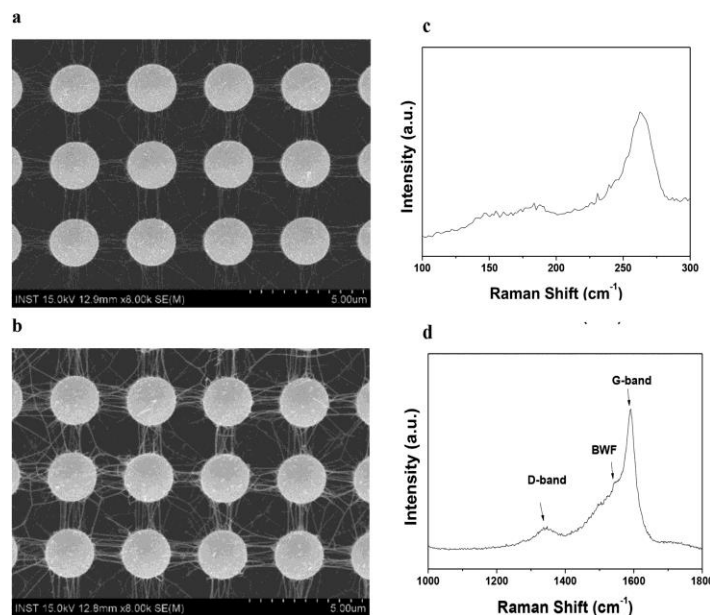 a
INST 15.0kV 12.9mm x8.00k SE(M)
5.00um
b
INST 15.0kV 12.8mm x8.00k SE(M)
5.00um
c
Intensity (a.u.)
100 150 200 250 300
Raman Shift (cm⁻¹)
d
G-band
BWF
D-band
Intensity (a.u.)
1000 1200 1400 1600 1800
Raman Shift (cm⁻¹)